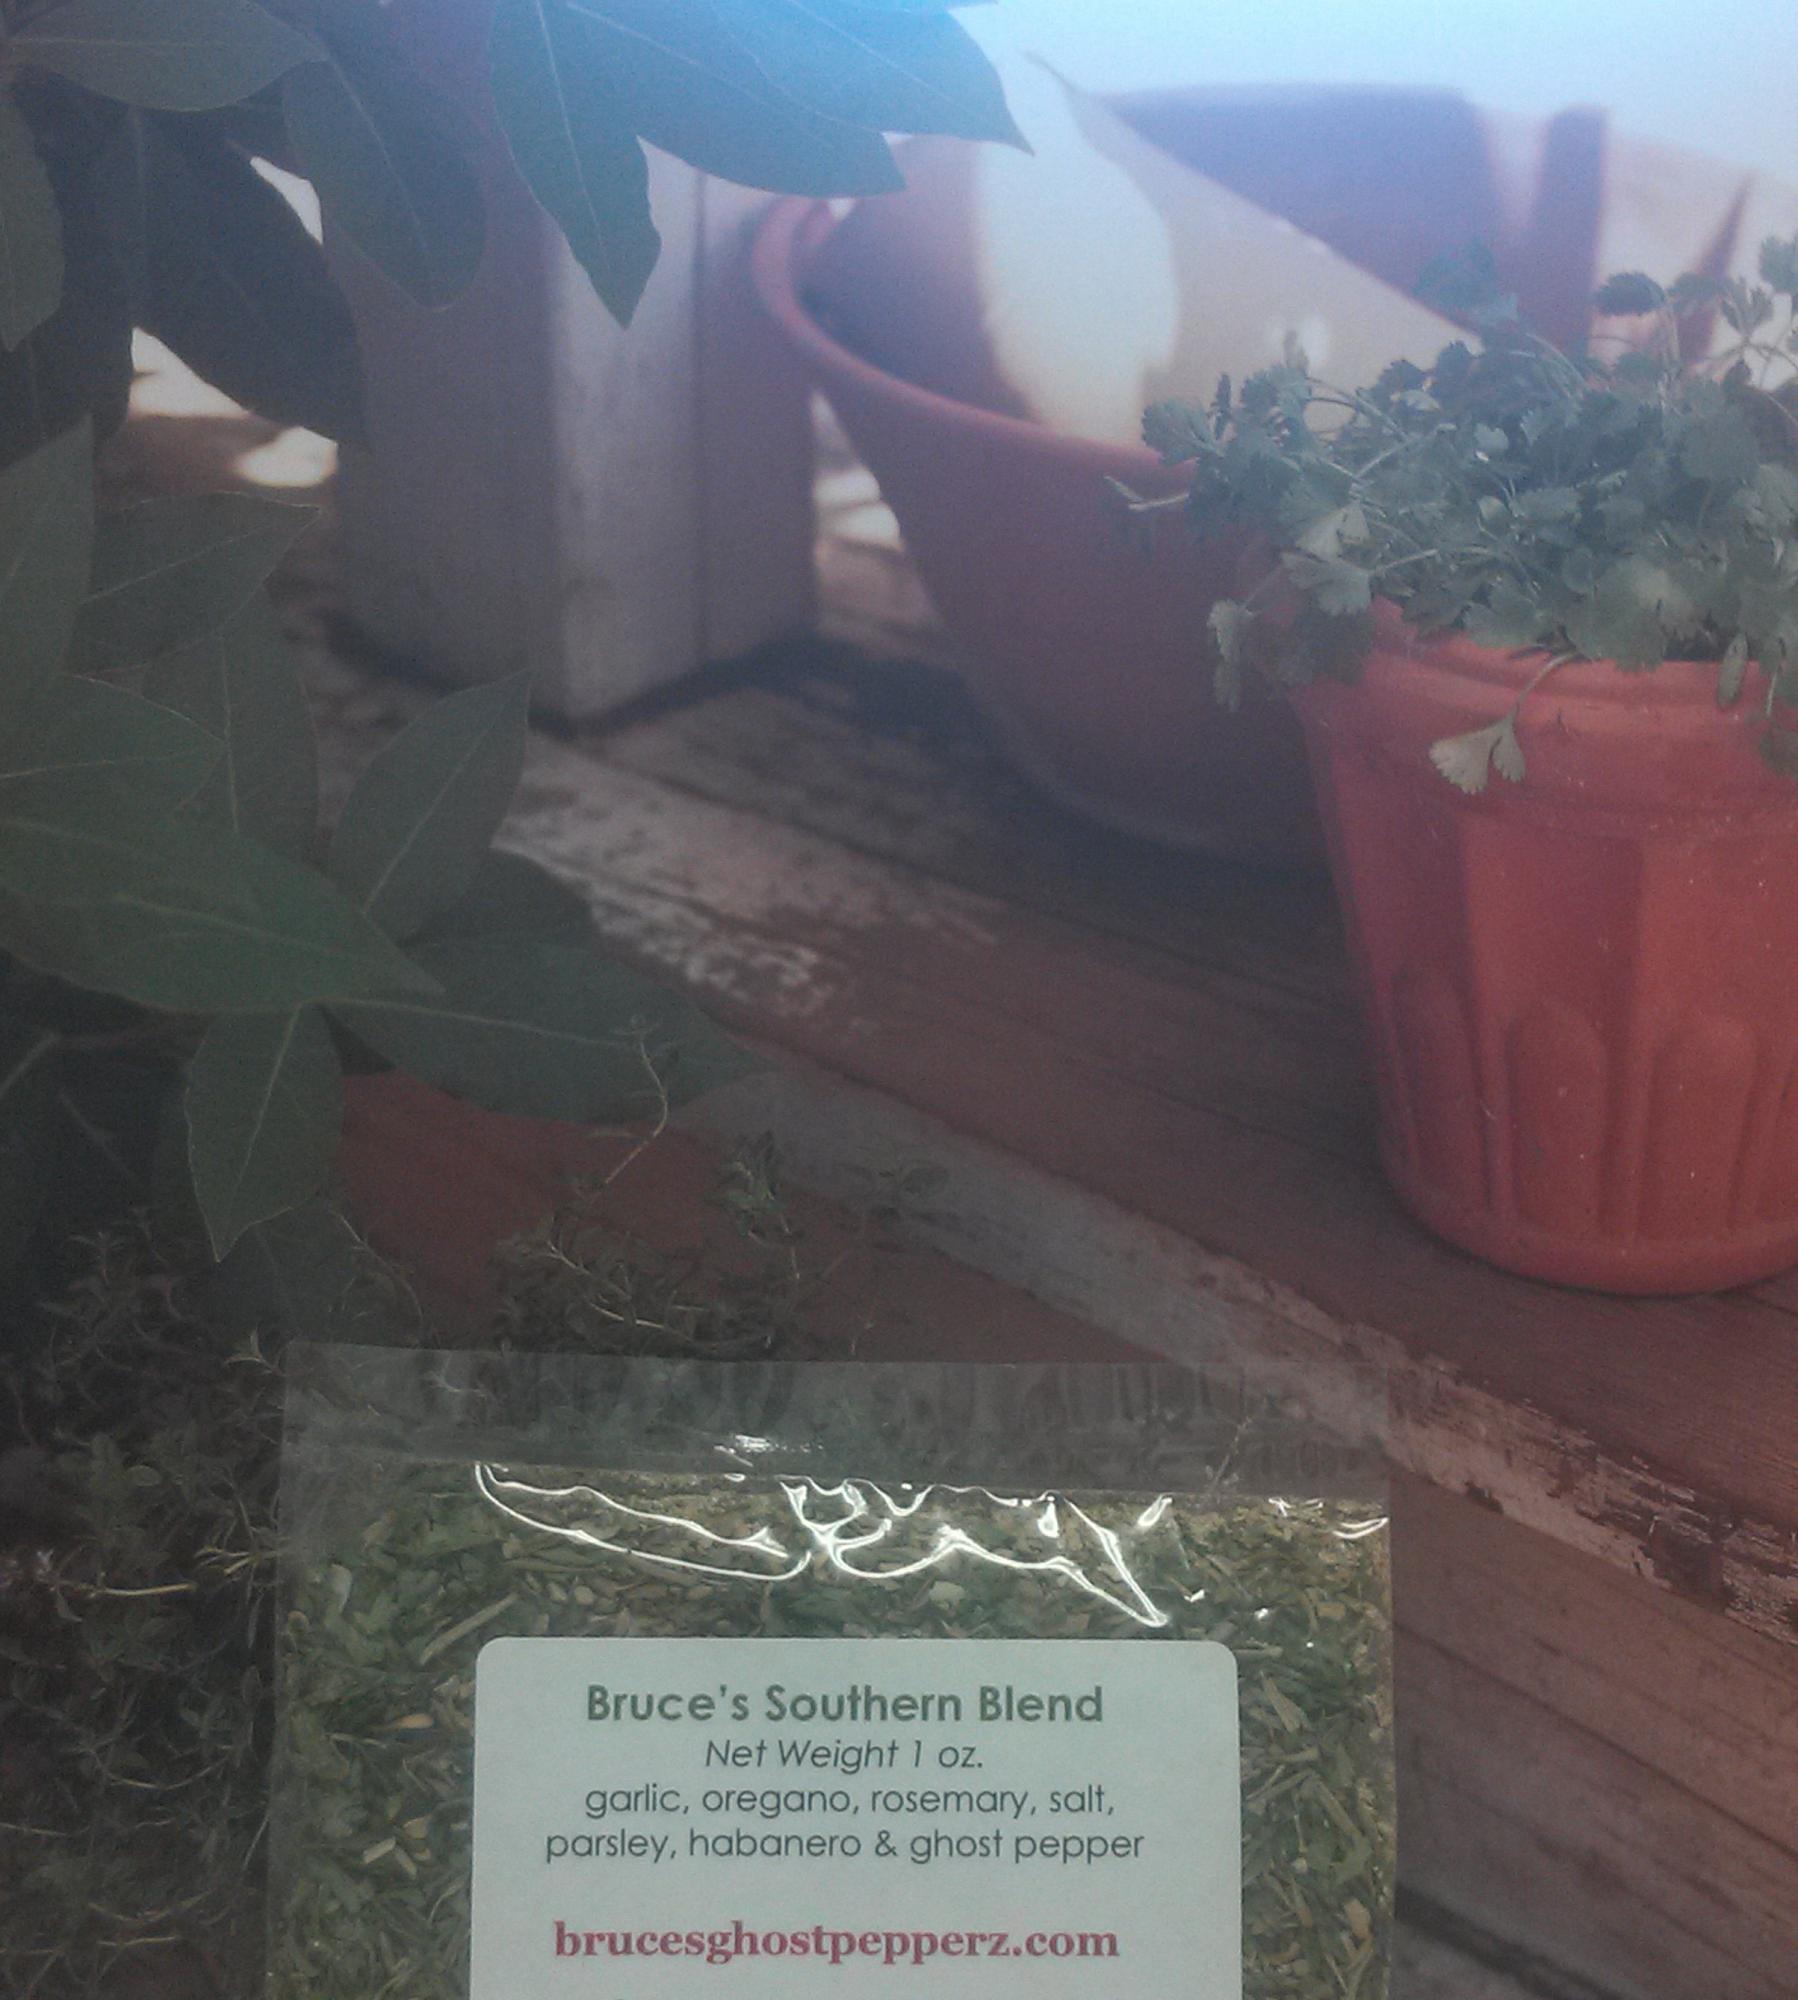 Bruce's Southern Blend
Net Weight 1 oz.
garlic, oregano, rosemary, salt,
parsley, habanero & ghost pepper
brucesghostpepperz.com